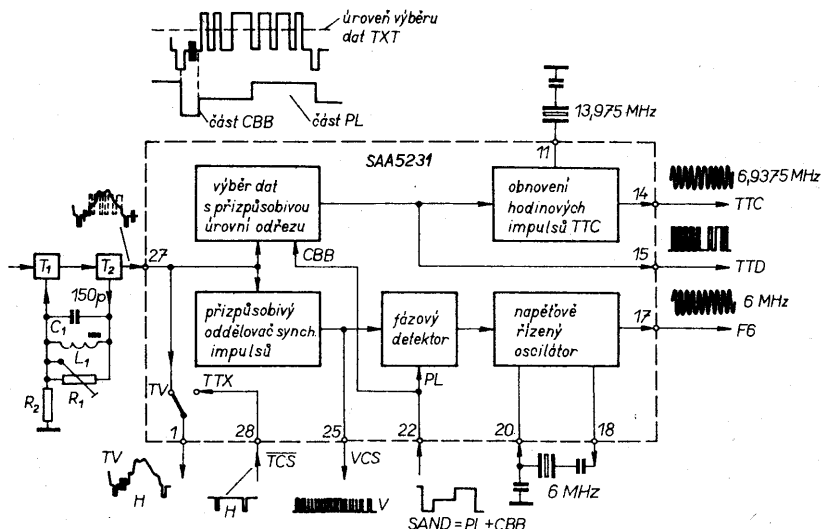 úroveň výběru
dat TXT
část CBB
část PL
13,975 MHz
SAA5231
11
výběr dat
s přizpůsobivou
úrovní odřezu
obnovení
hodinových
impulsů TTC
14
6,9375 MHz
TTC
27
CBB
15
TTD
T1
T2
150p
C1
L1
R1
R2
přizpůsobivý
oddělovač synch.
impulsů
fázový
detektor
napěťově
řízený
oscilátor
17
6 MHz
F6
TV
TTX
PL
1
28
25
22
20
18
TV
H
TCS
H
VCS
V
SAND = PL + CBB
6 MHz